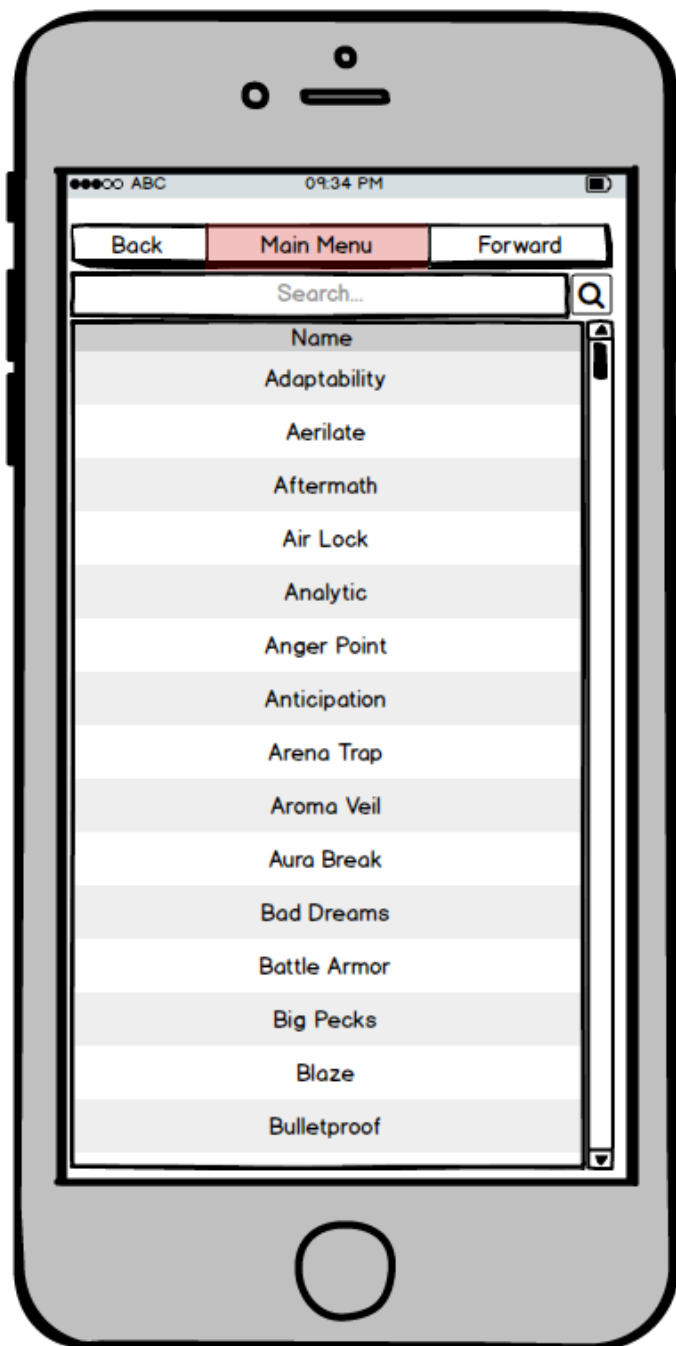 ABC 09:34 PM
Back Main Menu Forward
Search...
Name
Adaptability
Aerilate
Aftermath
Air Lock
Analytic
Anger Point
Anticipation
Arena Trap
Aroma Veil
Aura Break
Bad Dreams
Battle Armor
Big Pecks
Blaze
Bulletproof